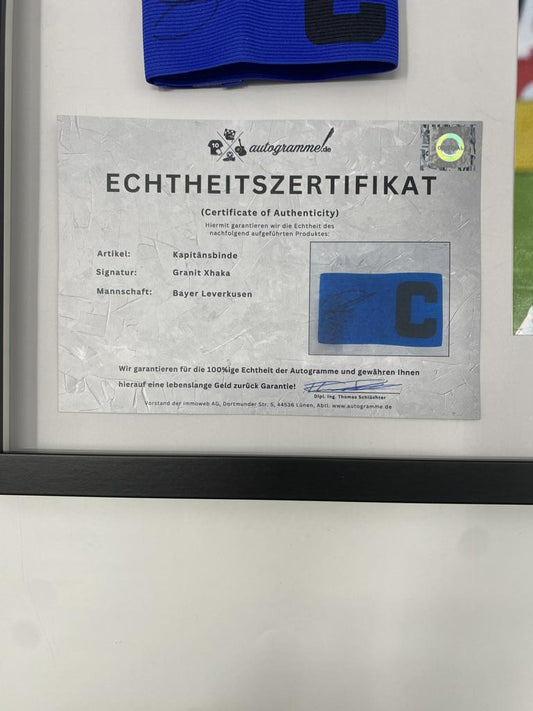 C
10
autogramme.de
ORIGINAL
ECHTHEITSZERTIFIKAT
(Certificate of Authenticity)
Hiermit garantieren wir die Echtheit des
nachfolgend aufgeführten Produktes:
Artikel: Kapitänsbinde
Signatur: Granit Xhaka
Mannschaft: Bayer Leverkusen
C
Wir garantieren für die 100%ige Echtheit der Autogramme und gewähren Ihnen
hierauf eine lebenslange Geld zurück Garantie!
Dipl. Ing. Thomas Schlächter
Vorstand der Immoweb AG, Dortmunder Str. 5, 44536 Lünen, Abtl. www.autogramme.de